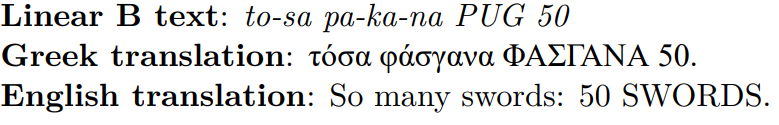 Linear B text: to-sa pa-ka-na PUG 50
Greek translation: τόσα φάσγανα ΦΑΣΓΑΝΑ 50.
English translation: So many swords: 50 SWORDS.